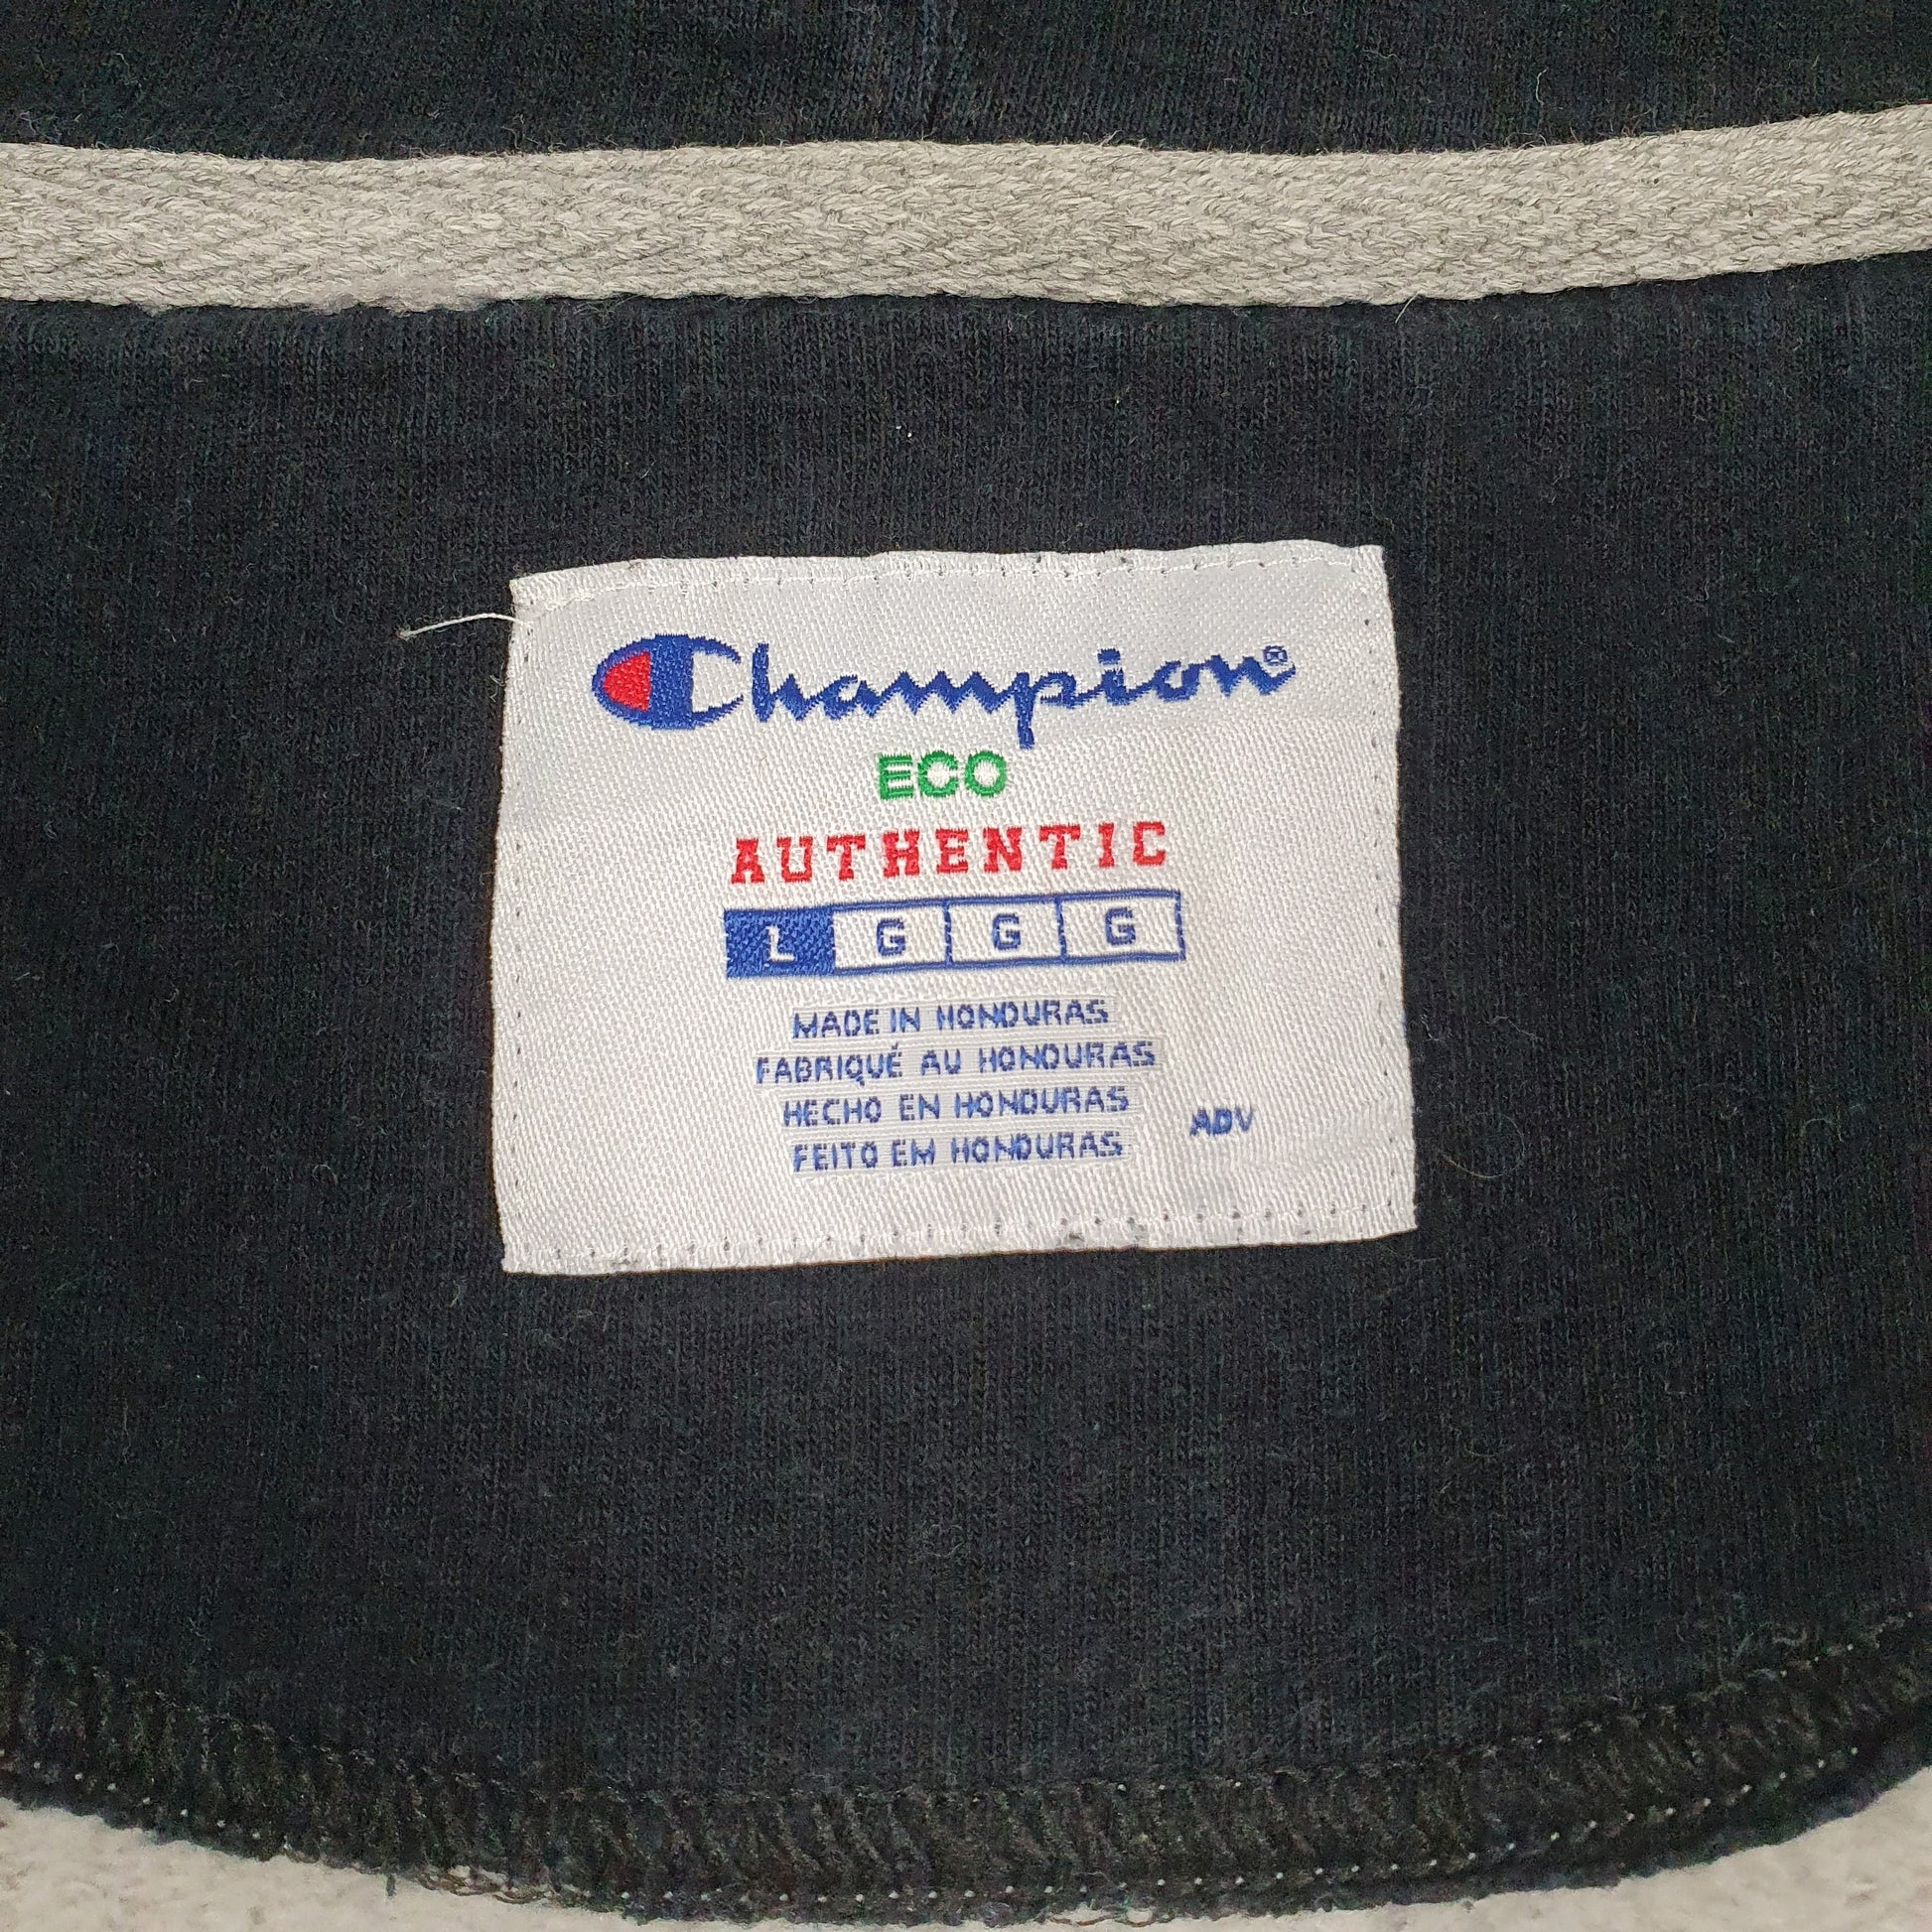 Champion®
ECO
AUTHENTIC
L G G G
MADE IN HONDURAS
FABRIQUÉ AU HONDURAS
HECHO EN HONDURAS
FEITO EM HONDURAS
ADV